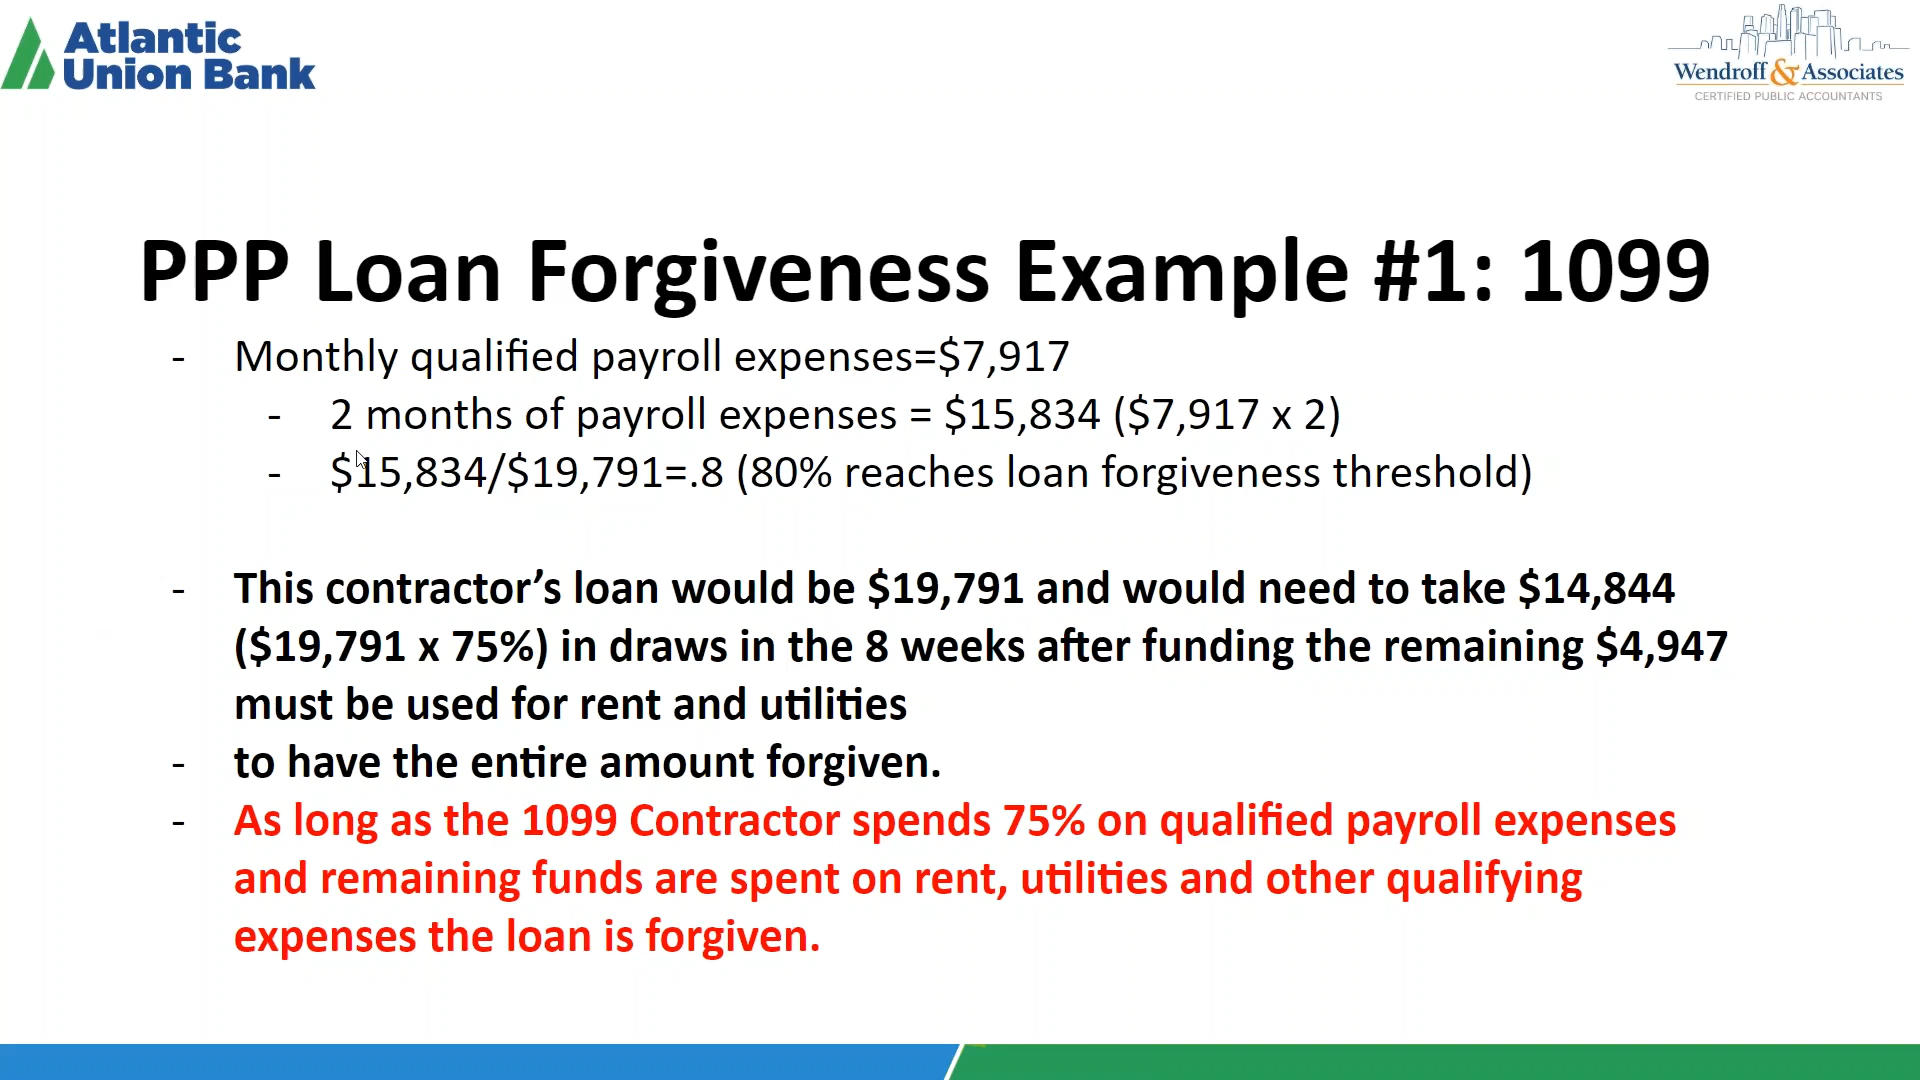 Atlantic
Union Bank
Wendroff & Associates
CERTIFIED PUBLIC ACCOUNTANTS
PPP Loan Forgiveness Example #1: 1099
- Monthly qualified payroll expenses=$7,917
- 2 months of payroll expenses = $15,834 ($7,917 x 2)
- $15,834/$19,791=.8 (80% reaches loan forgiveness threshold)
- This contractor’s loan would be $19,791 and would need to take $14,844
($19,791 x 75%) in draws in the 8 weeks after funding the remaining $4,947
must be used for rent and utilities
- to have the entire amount forgiven.
- As long as the 1099 Contractor spends 75% on qualified payroll expenses
and remaining funds are spent on rent, utilities and other qualifying
expenses the loan is forgiven.